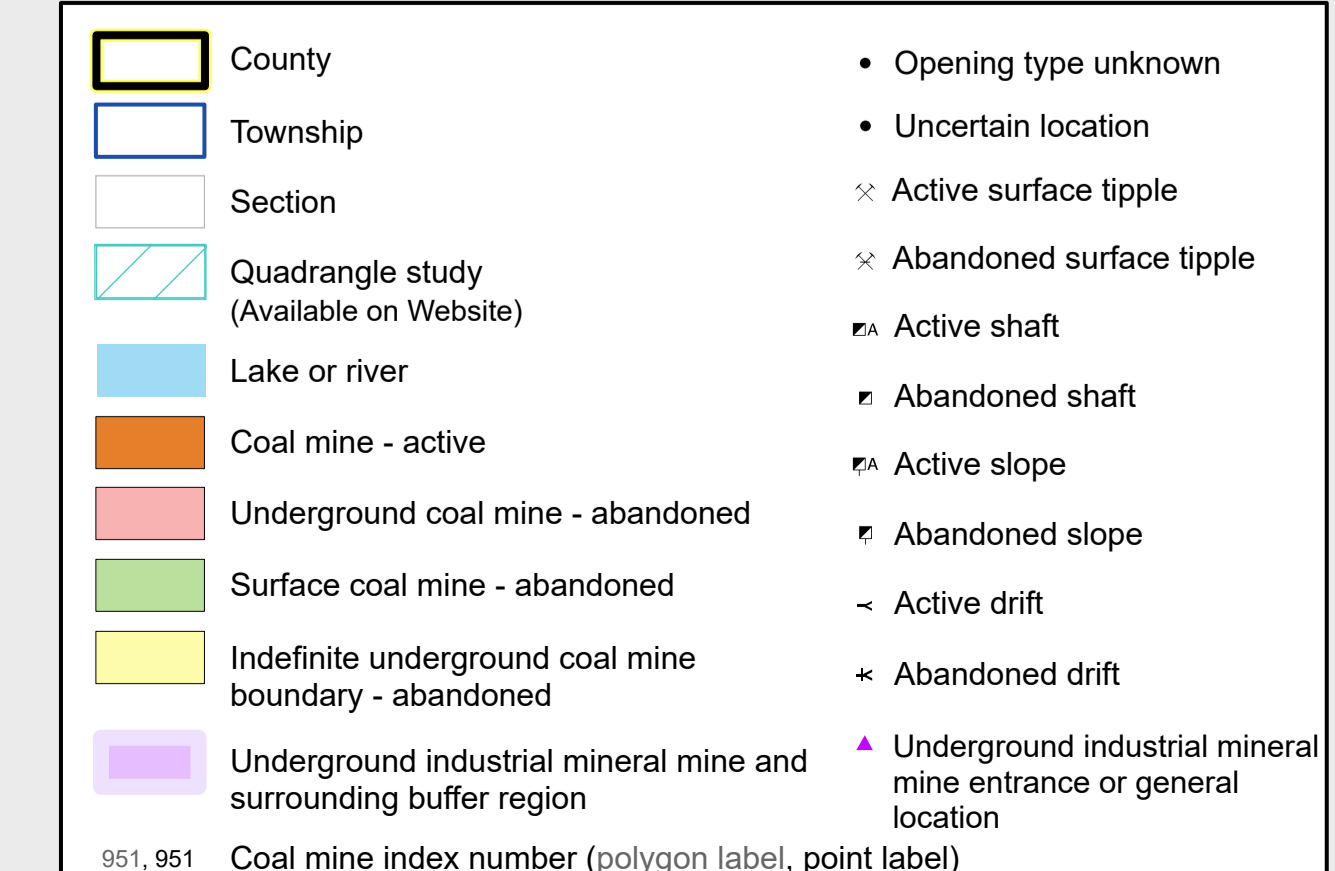 County
Township
Section
Quadrangle study
(Available on Website)
Lake or river
Coal mine - active
Underground coal mine - abandoned
Surface coal mine - abandoned
Indefinite underground coal mine
boundary - abandoned
Underground industrial mineral mine and
surrounding buffer region
951, 951 Coal mine index number (polygon label, point label)
Opening type unknown
Uncertain location
Active surface tipple
Abandoned surface tipple
A Active shaft
Abandoned shaft
A Active slope
Abandoned slope
Active drift
Abandoned drift
Underground industrial mineral
mine entrance or general
location